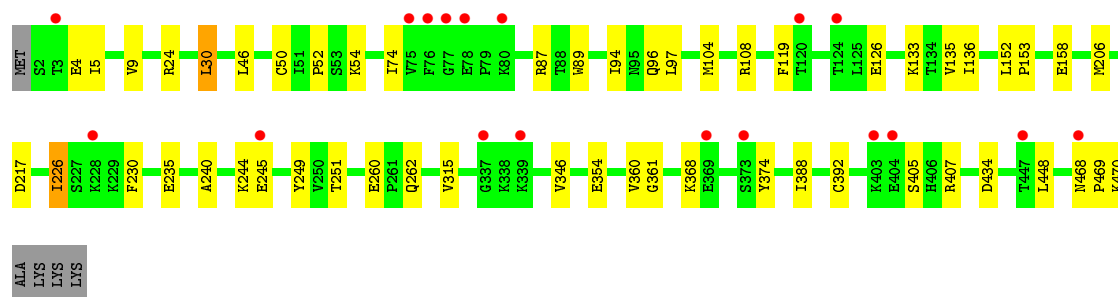 MET S2 T3 E4 I5 V9 R24 L30 L46 C50 I51 P52 S53 K54 I74 V75 F76 G77 E78 P79 K80 R87 T88 W89 I94 N95 Q96 L97 M104 R108 F119 T120 T124 L125 E126 K133 T134 V135 I136 L152 P153 E158 M206
D217 I226 S227 K228 K229 F230 E235 A240 K244 E245 Y249 V250 T251 E260 P261 Q262 V315 G337 K338 K339 V346 E354 V360 G361 K368 E369 S373 Y374 I388 C392 K403 E404 S405 H406 R407 D434 T447 L448 N468 P469 K470
ALA LYS LYS LYS